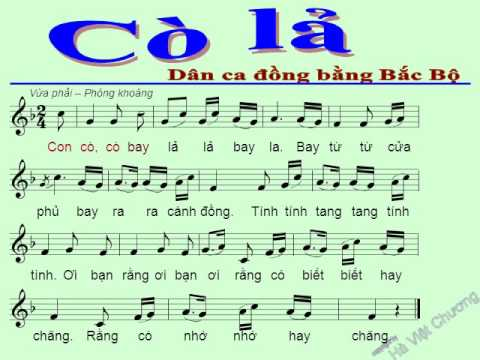 Cò lả
Dân ca đồng bằng Bắc Bộ
Vừa phải – Phóng khoáng
2
4
Con cò, cò bay lả lả bay la. Bay từ từ cửa
phủ bay ra ra cánh đồng. Tính tính tang tang tính
tình. Ơi bạn rằng ơi bạn ơi rằng có biết biết hay
chăng. Rằng có nhớ nhớ hay chăng.
Hà Việt Chương